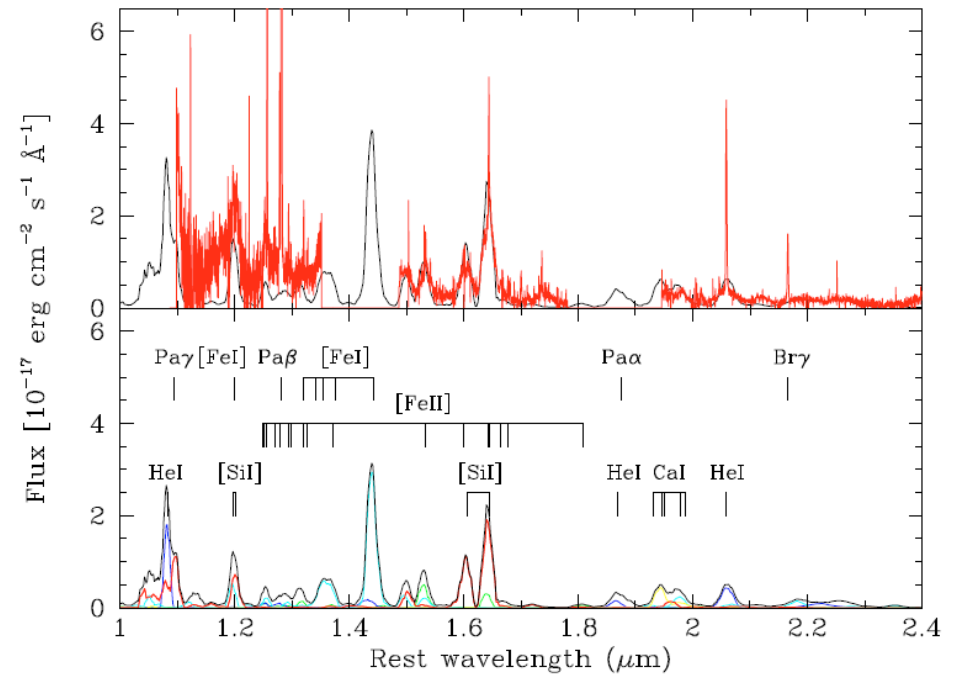 6
4
2
0
Flux [10⁻¹⁷ erg cm⁻² s⁻¹ Å⁻¹]
6
Paγ [FeI] Paβ [FeI] Paα Brγ
[FeII]
4
HeI [SiI] [SiI] HeI CaI HeI
2
0
1 1.2 1.4 1.6 1.8 2 2.2 2.4
Rest wavelength (μm)